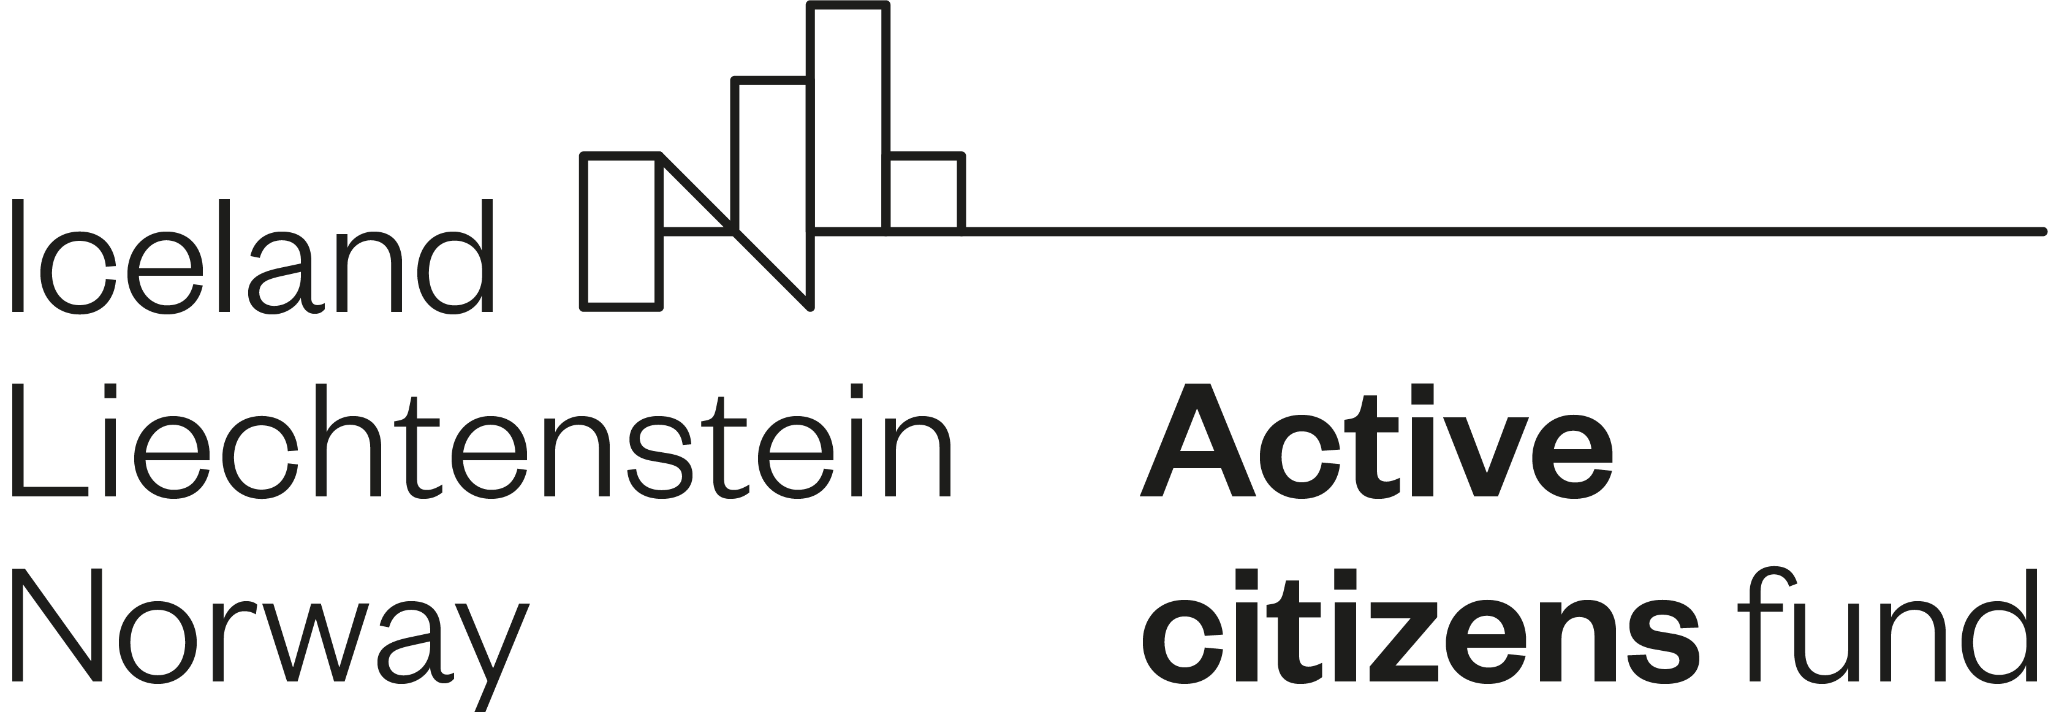 Iceland
Liechtenstein
Norway
Active
citizens fund